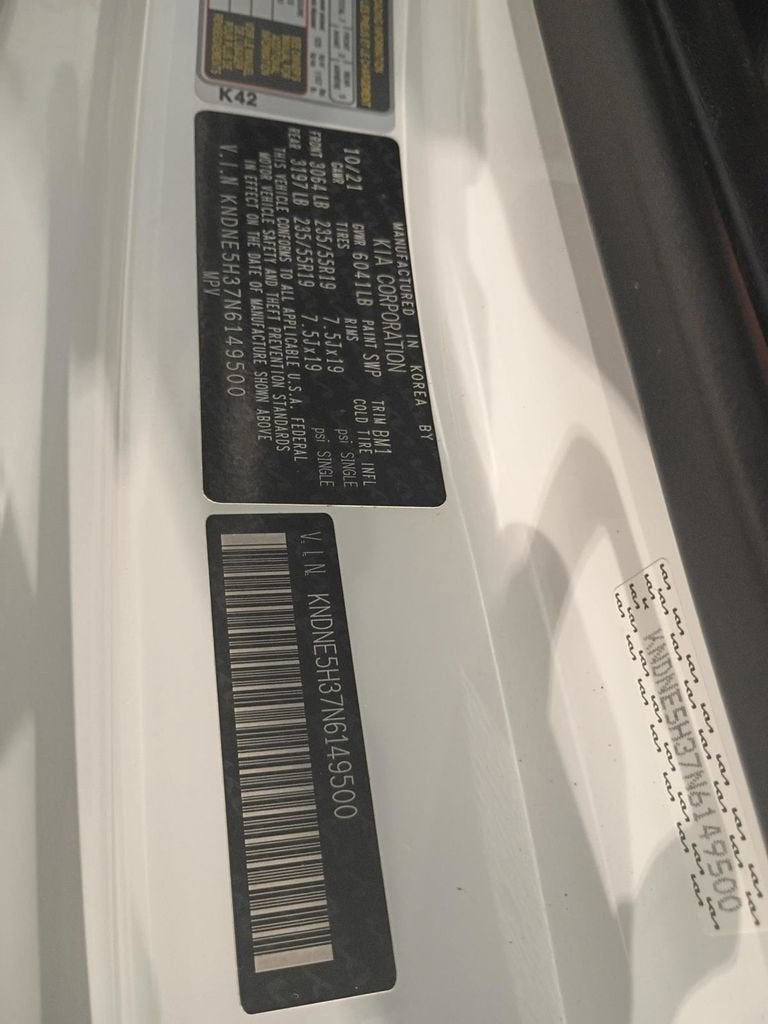 K42
MANUFACTURED IN KOREA BY
KIA CORPORATION
10/21 GVWR 6041LB PAINT SWP TRIM BM1
GAWR TIRES RIMS COLD TIRE INFL
FRONT 3064LB 235/55R19 7.5Jx19 psi SINGLE
REAR 3197LB 235/55R19 7.5Jx19 psi SINGLE
THIS VEHICLE CONFORMS TO ALL APPLICABLE U.S.A. FEDERAL
MOTOR VEHICLE SAFETY AND THEFT PREVENTION STANDARDS
IN EFFECT ON THE DATE OF MANUFACTURE SHOWN ABOVE
V.I.N KNDNE5H37N6149500
MPV
V.I.N. KNDNE5H37N6149500
KNDNE5H37N6149500